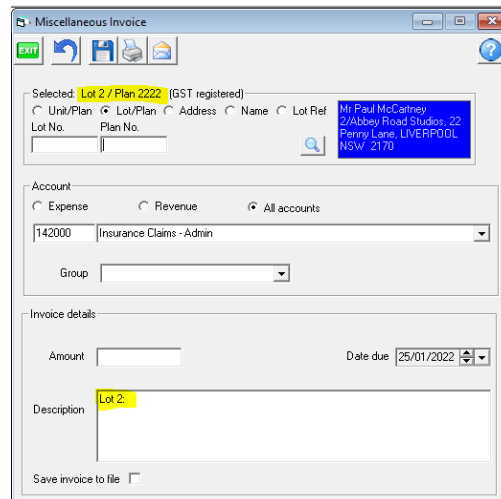 Miscellaneous Invoice
EXIT
Selected: Lot 2 / Plan 2222 (GST registered)
Unit/Plan Lot/Plan Address Name Lot Ref
Lot No. Plan No.
Mr Paul McCartney
2/Abbey Road Studios, 22
Penny Lane, LIVERPOOL
NSW 2170
Account
Expense Revenue All accounts
142000 Insurance Claims - Admin
Group
Invoice details
Amount Date due 25/01/2022
Description Lot 2:
Save invoice to file